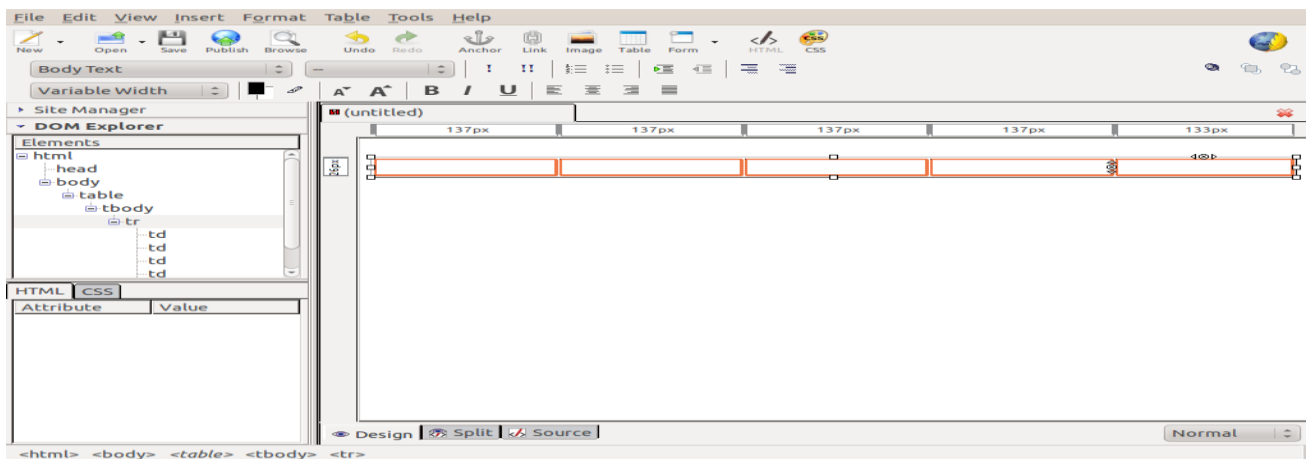 File Edit View Insert Format Table Tools Help
New Open Save Publish Browse Undo Redo Anchor Link Image Table Form HTML CSS
Body Text
Variable Width A A B I U
Site Manager
(untitled)
DOM Explorer
137px 137px 137px 137px 133px
Elements
html
head
26px
body
table
tbody
tr
td
td
td
td
HTML CSS
Attribute Value
Design Split Source Normal
<html> <body> <table> <tbody> <tr>